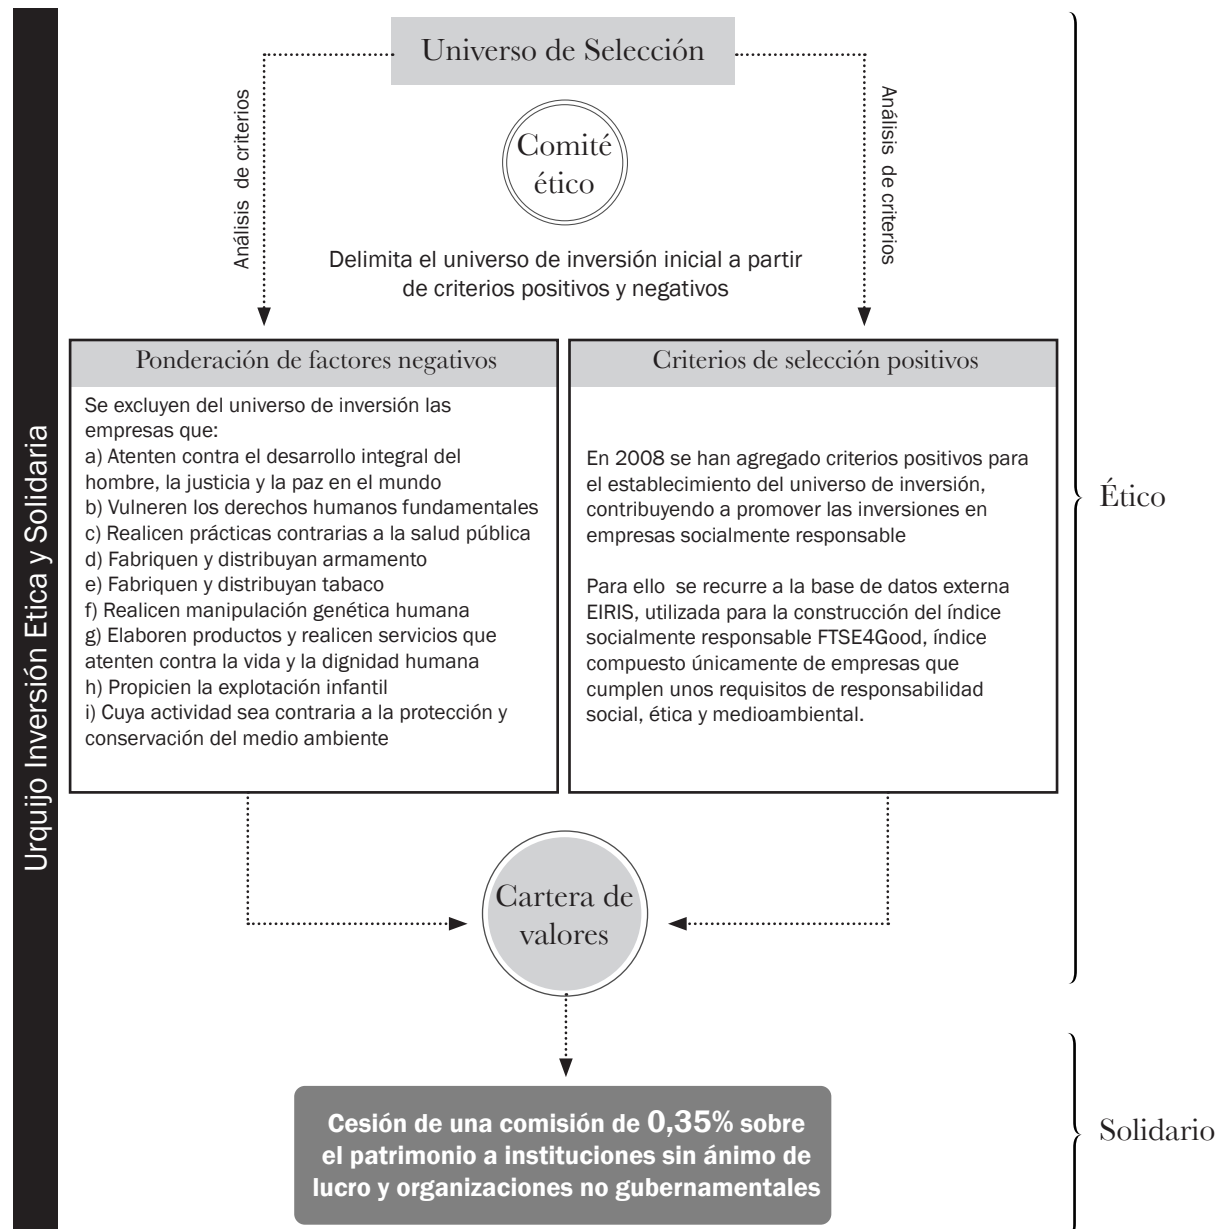 Urquijo Inversión Etica y Solidaria
Universo de Selección
Análisis de criterios
Análisis de criterios
Comité
ético
Delimita el universo de inversión inicial a partir
de criterios positivos y negativos
Ponderación de factores negativos
Se excluyen del universo de inversión las
empresas que:
a) Atenten contra el desarrollo integral del
hombre, la justicia y la paz en el mundo
b) Vulneren los derechos humanos fundamentales
c) Realicen prácticas contrarias a la salud pública
d) Fabriquen y distribuyan armamento
e) Fabriquen y distribuyan tabaco
f) Realicen manipulación genética humana
g) Elaboren productos y realicen servicios que
atenten contra la vida y la dignidad humana
h) Propicien la explotación infantil
i) Cuya actividad sea contraria a la protección y
conservación del medio ambiente
Criterios de selección positivos
En 2008 se han agregado criterios positivos para
el establecimiento del universo de inversión,
contribuyendo a promover las inversiones en
empresas socialmente responsable
Para ello se recurre a la base de datos externa
EIRIS, utilizada para la construcción del índice
socialmente responsable FTSE4Good, índice
compuesto únicamente de empresas que
cumplen unos requisitos de responsabilidad
social, ética y medioambiental.
Ético
Cartera de
valores
Cesión de una comisión de 0,35% sobre
el patrimonio a instituciones sin ánimo de
lucro y organizaciones no gubernamentales
Solidario